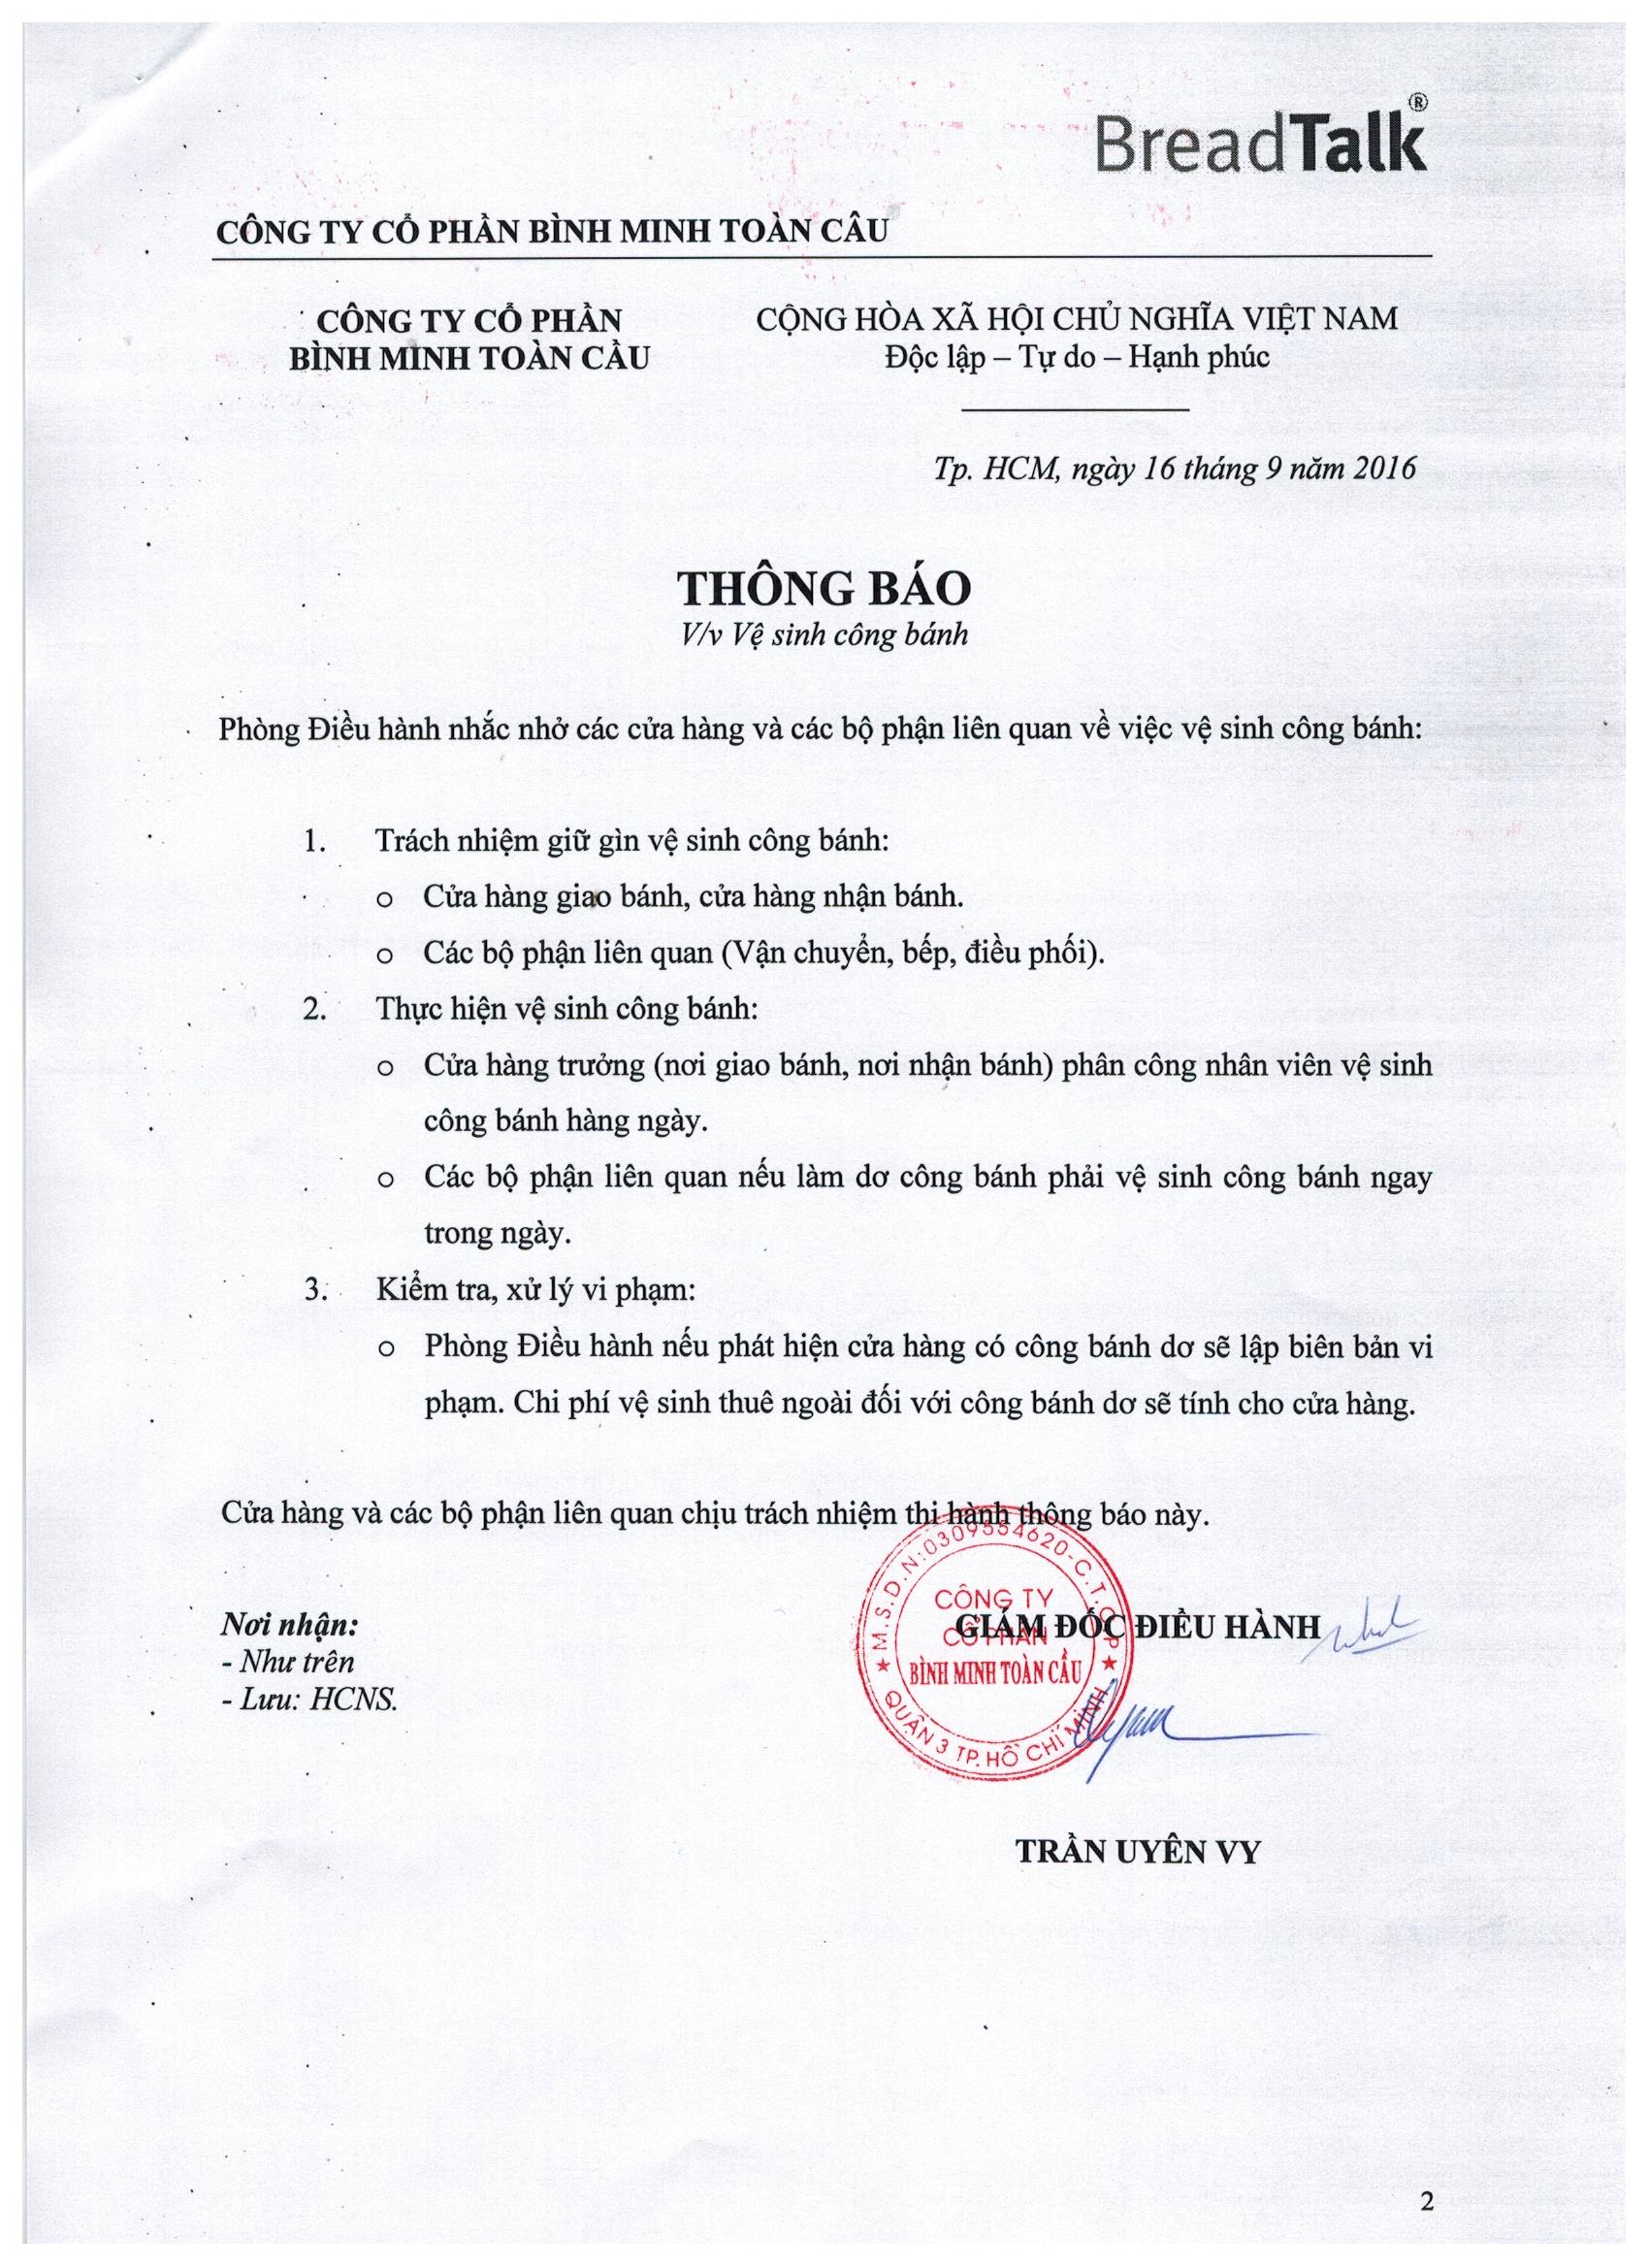 BreadTalk®
CÔNG TY CỔ PHẦN BÌNH MINH TOÀN CẦU
CÔNG TY CỔ PHẦN
BÌNH MINH TOÀN CẦU
CỘNG HÒA XÃ HỘI CHỦ NGHĨA VIỆT NAM
Độc lập – Tự do – Hạnh phúc
Tp. HCM, ngày 16 tháng 9 năm 2016
THÔNG BÁO
V/v Vệ sinh công bánh
Phòng Điều hành nhắc nhở các cửa hàng và các bộ phận liên quan về việc vệ sinh công bánh:
1. Trách nhiệm giữ gìn vệ sinh công bánh:
o Cửa hàng giao bánh, cửa hàng nhận bánh.
o Các bộ phận liên quan (Vận chuyển, bếp, điều phối).
2. Thực hiện vệ sinh công bánh:
o Cửa hàng trưởng (nơi giao bánh, nơi nhận bánh) phân công nhân viên vệ sinh
công bánh hàng ngày.
o Các bộ phận liên quan nếu làm dơ công bánh phải vệ sinh công bánh ngay
trong ngày.
3. Kiểm tra, xử lý vi phạm:
o Phòng Điều hành nếu phát hiện cửa hàng có công bánh dơ sẽ lập biên bản vi
phạm. Chi phí vệ sinh thuê ngoài đối với công bánh dơ sẽ tính cho cửa hàng.
Cửa hàng và các bộ phận liên quan chịu trách nhiệm thi hành thông báo này.
Nơi nhận:
- Như trên
- Lưu: HCNS.
GIÁM ĐỐC ĐIỀU HÀNH
M.S.D.N:0309554620-C.T.C.P
CÔNG TY
CỔ PHẦN
BÌNH MINH TOÀN CẦU
QUẬN 3 TP. HỒ CHÍ MINH
TRẦN UYÊN VY
2